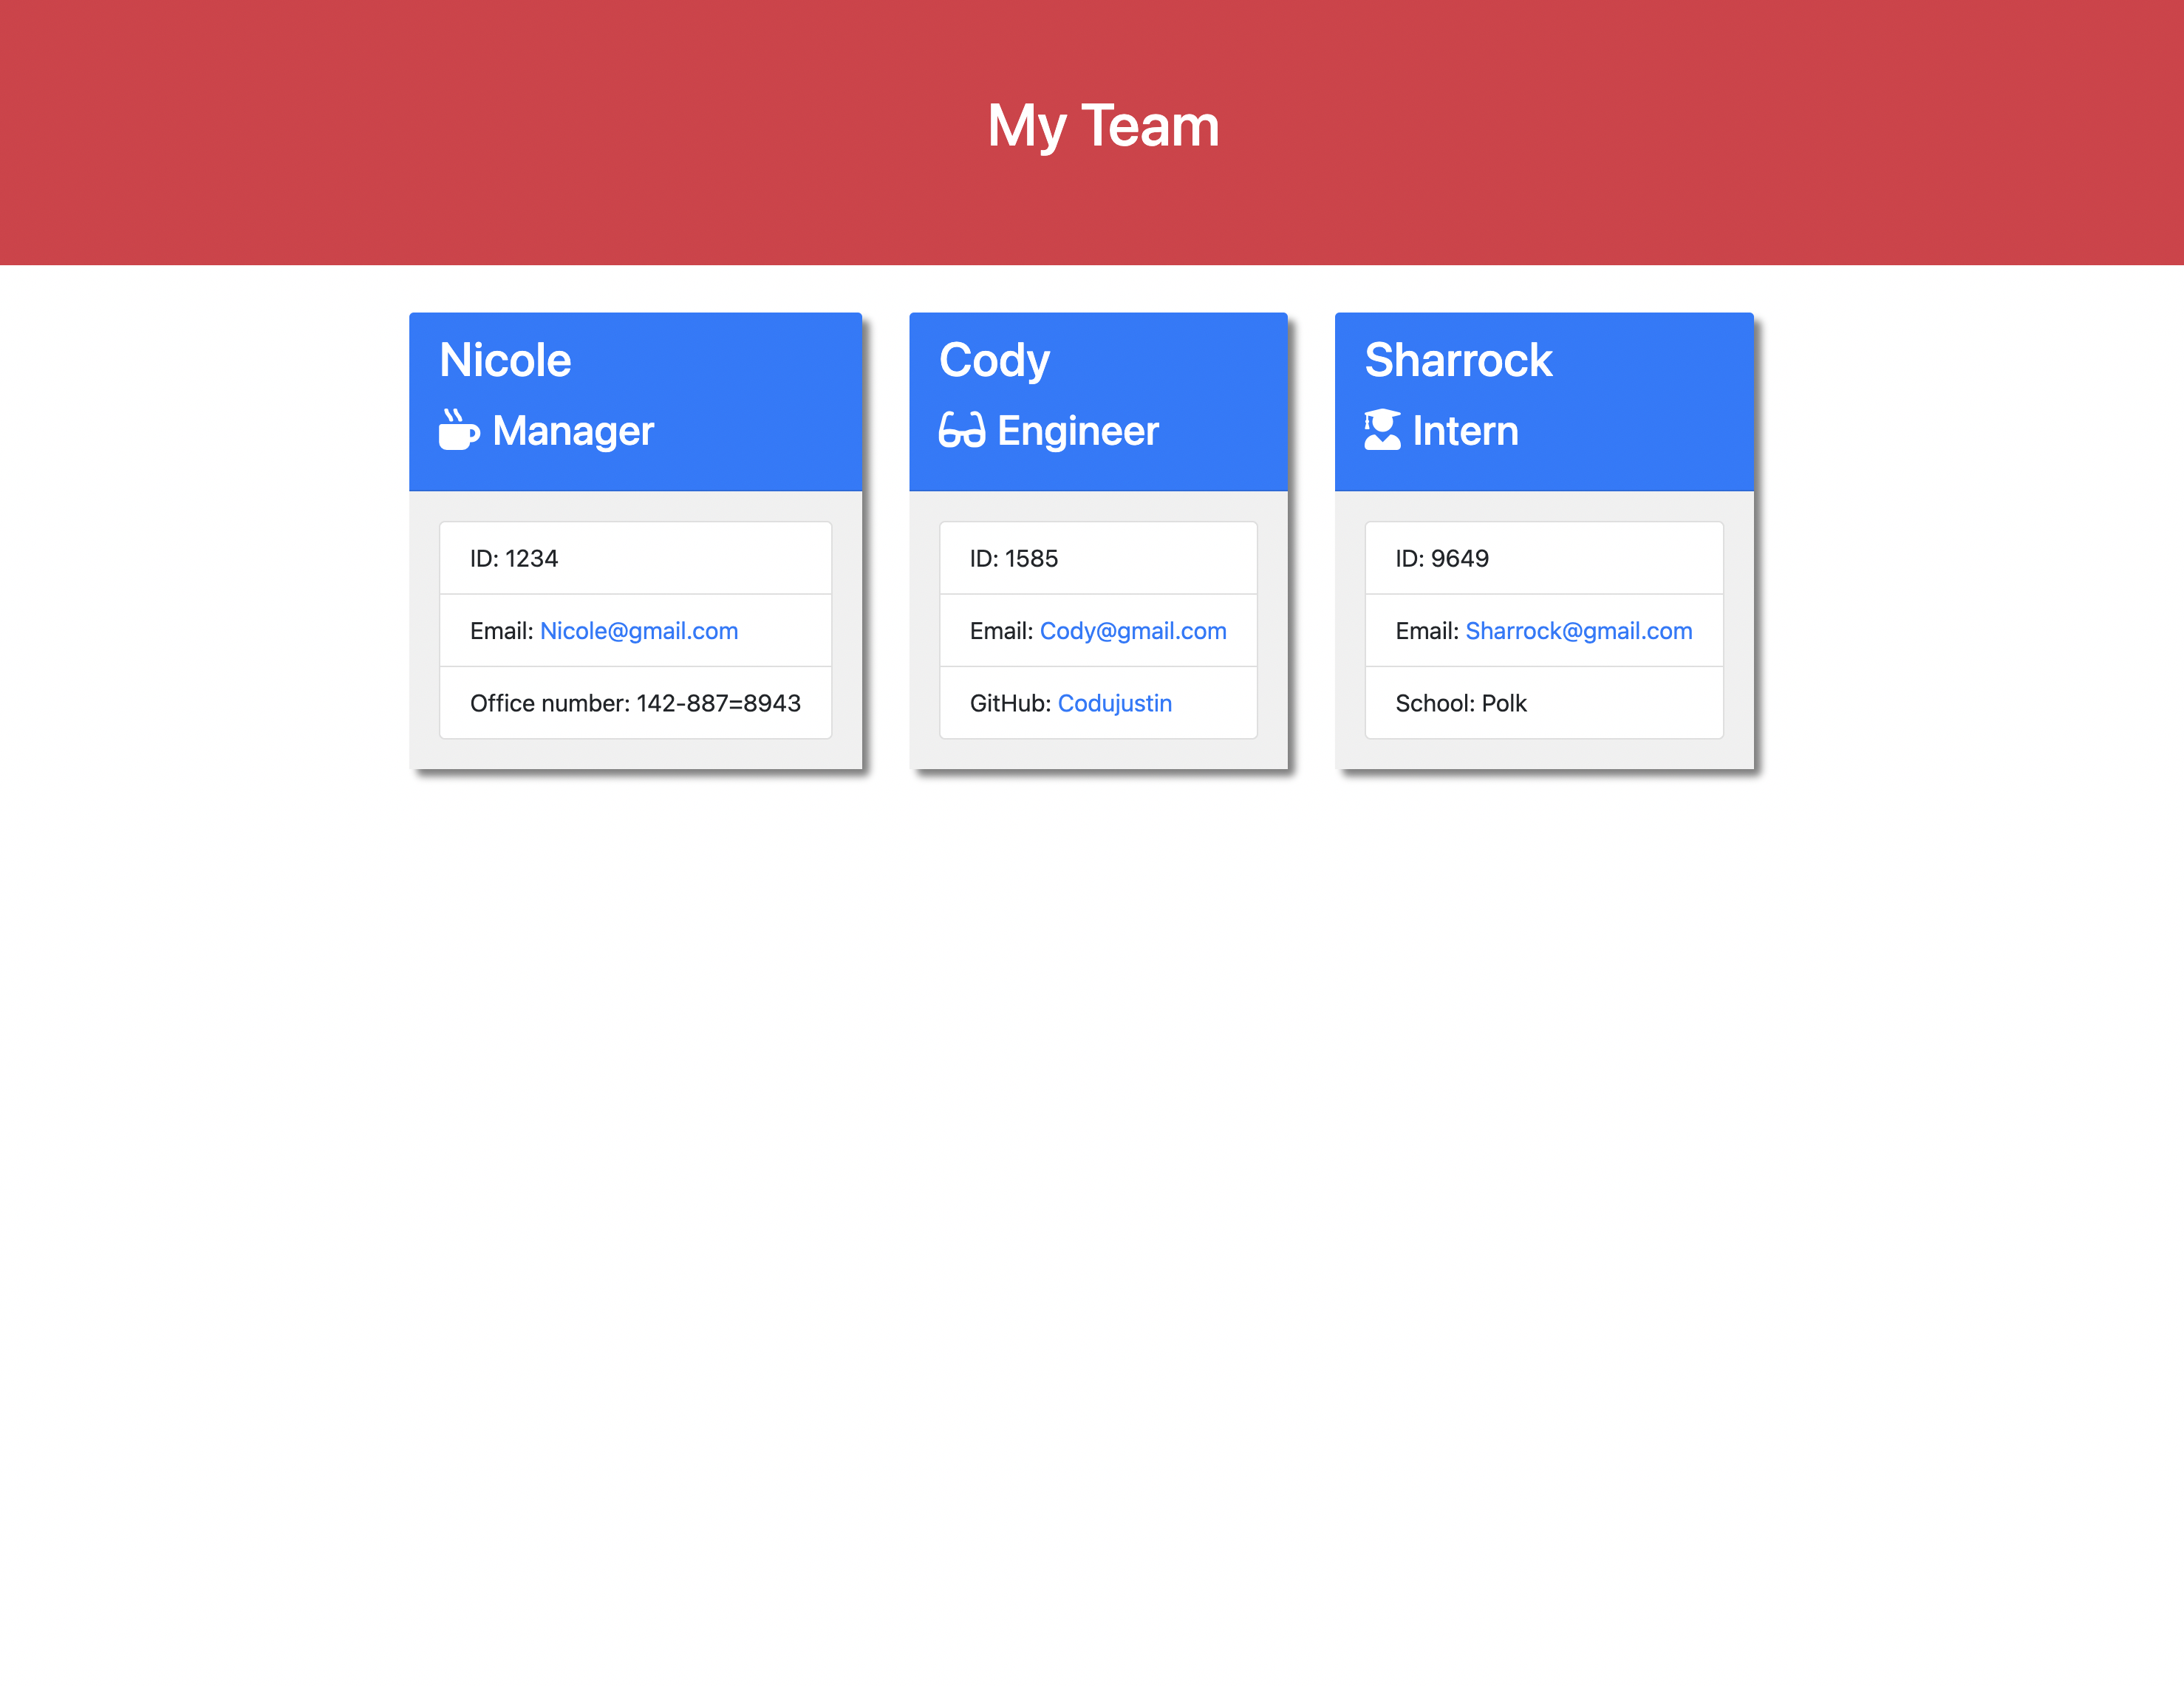 My Team
Nicole
Manager
ID: 1234
Email: Nicole@gmail.com
Office number: 142-887=8943
Cody
Engineer
ID: 1585
Email: Cody@gmail.com
GitHub: Codujustin
Sharrock
Intern
ID: 9649
Email: Sharrock@gmail.com
School: Polk